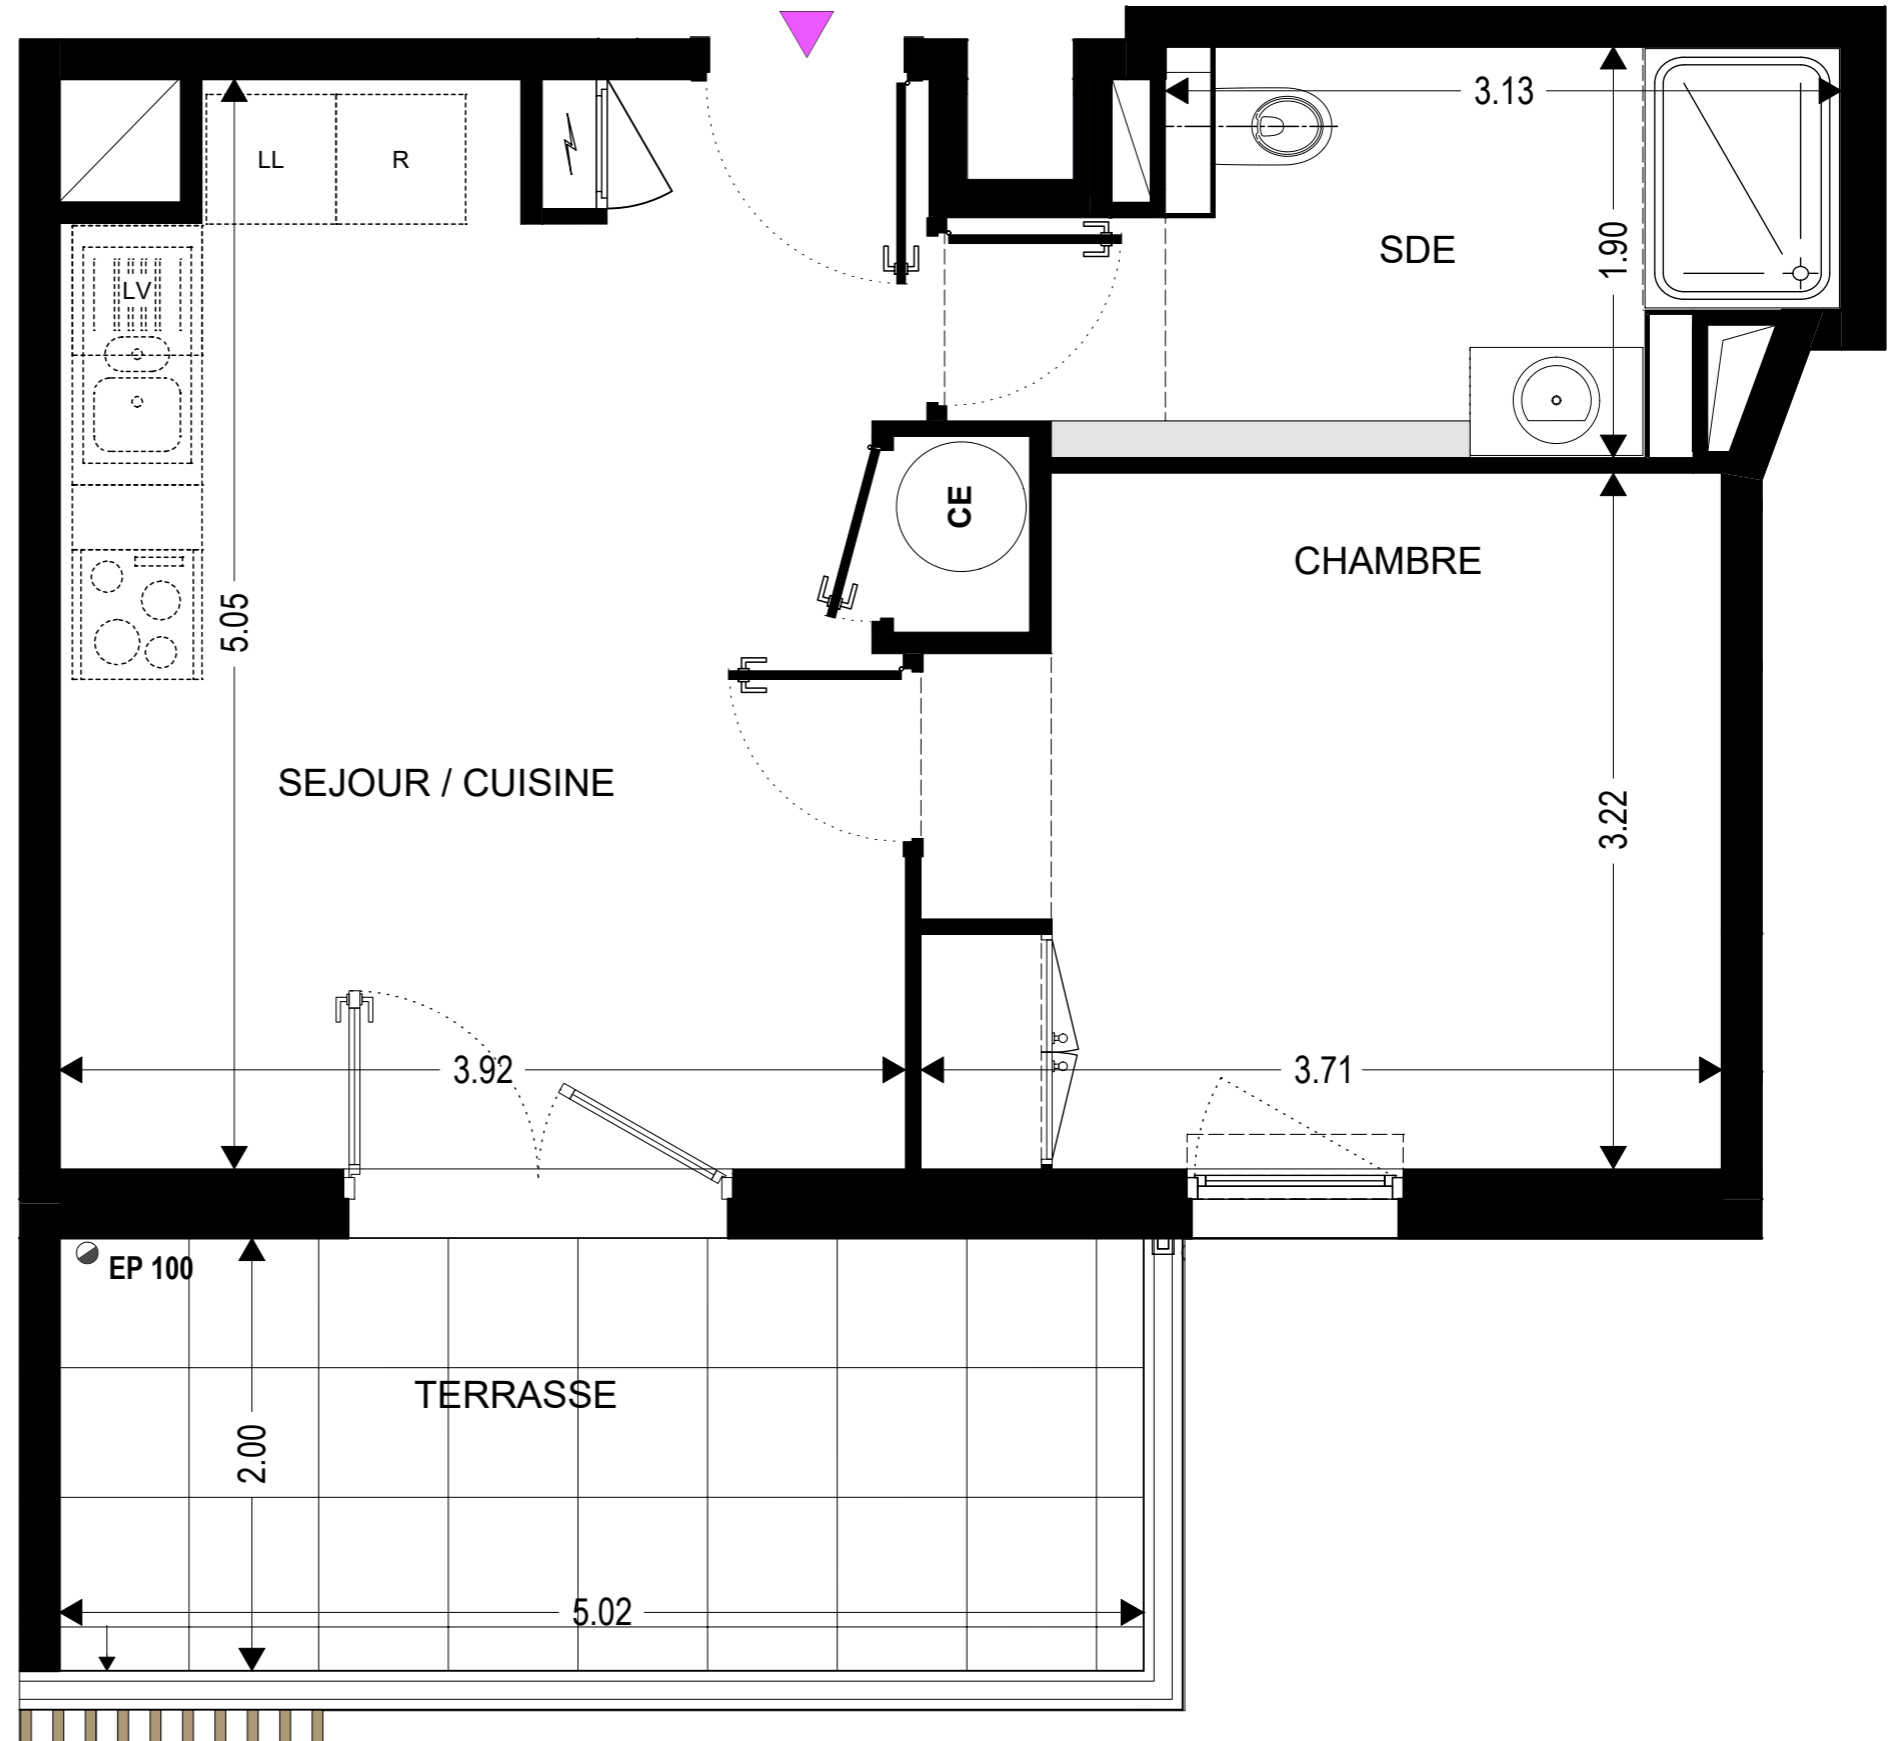 3.13
LL
R
1.90
SDE
LV
CE
CHAMBRE
5.05
SEJOUR / CUISINE
3.22
3.92
3.71
EP 100
TERRASSE
2.00
5.02